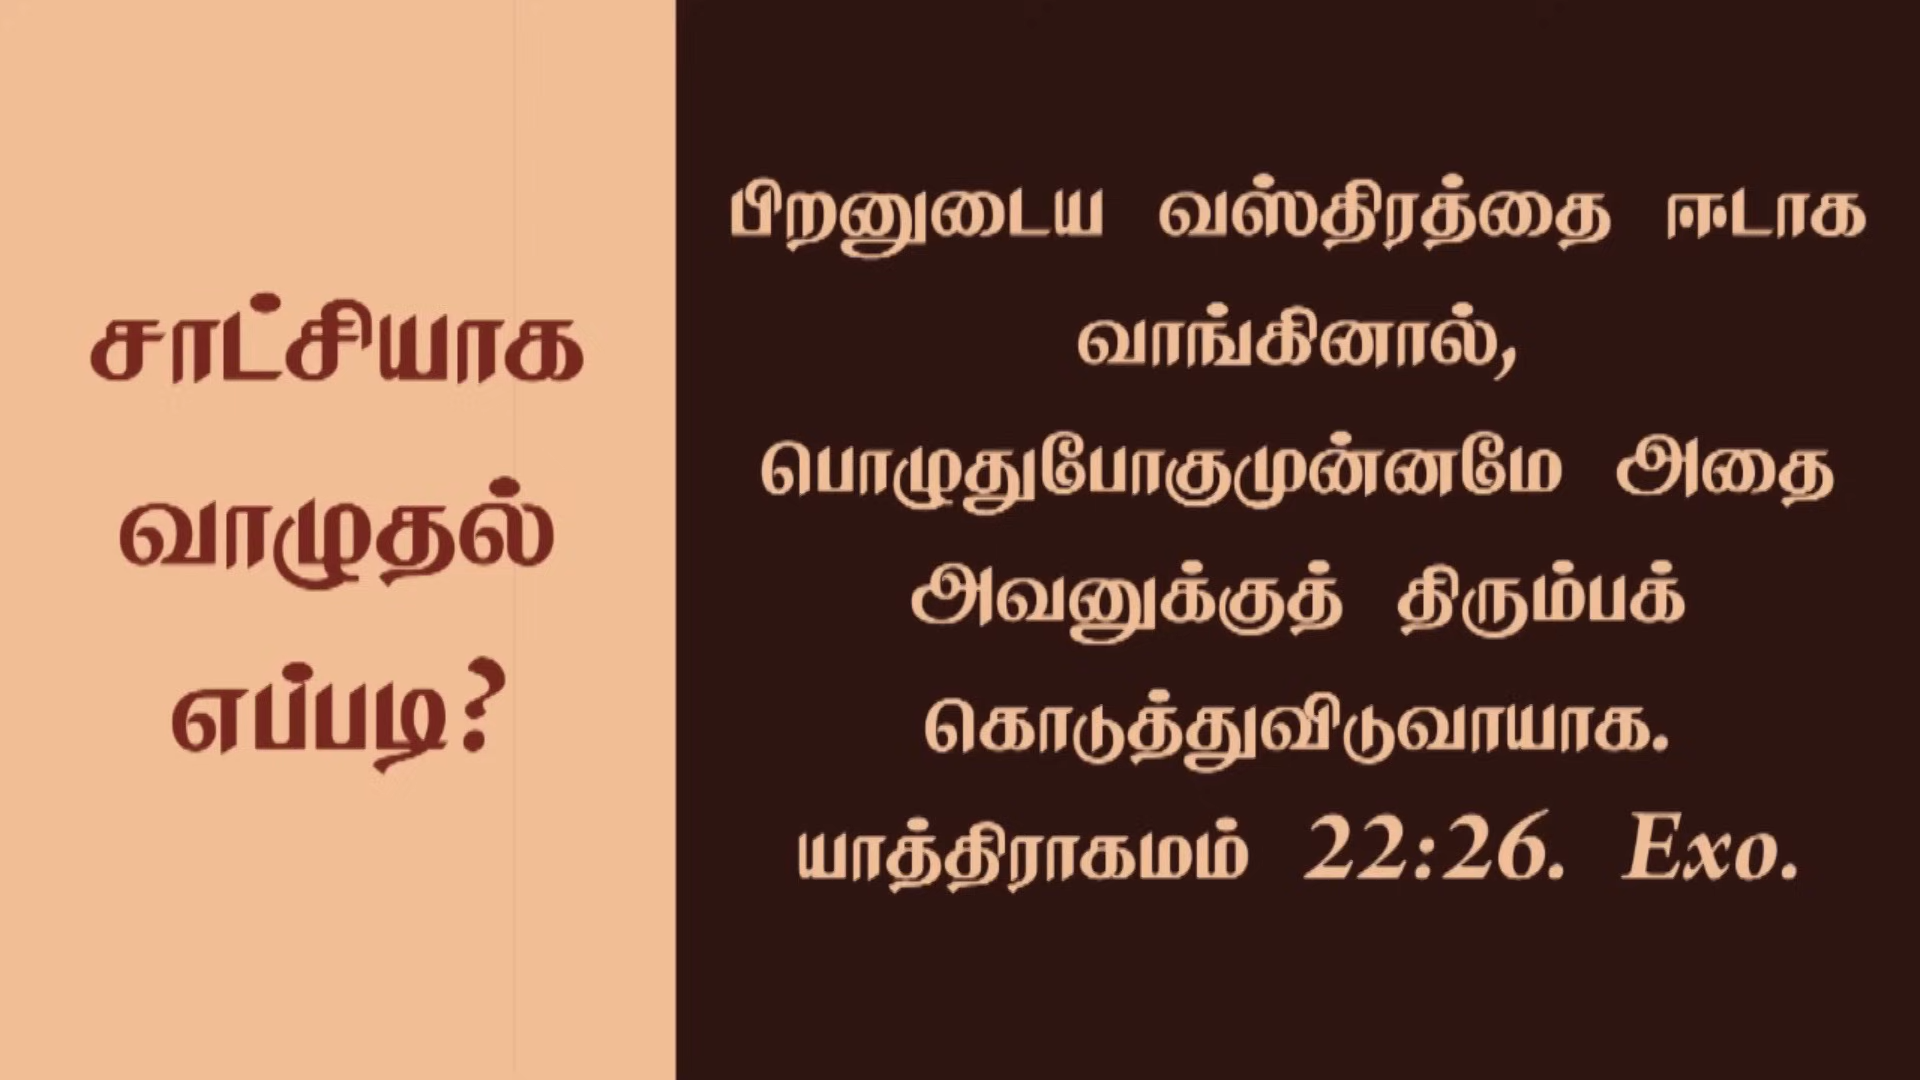 சாட்சியாக
வாழுதல்
எப்படி?
பிறனுடைய வஸ்திரத்தை ஈடாக
வாங்கினால்,
பொழுதுபோகுமுன்னமே அதை
அவனுக்குத் திரும்பக்
கொடுத்துவிடுவாயாக.
யாத்திராகமம் 22:26. Exo.